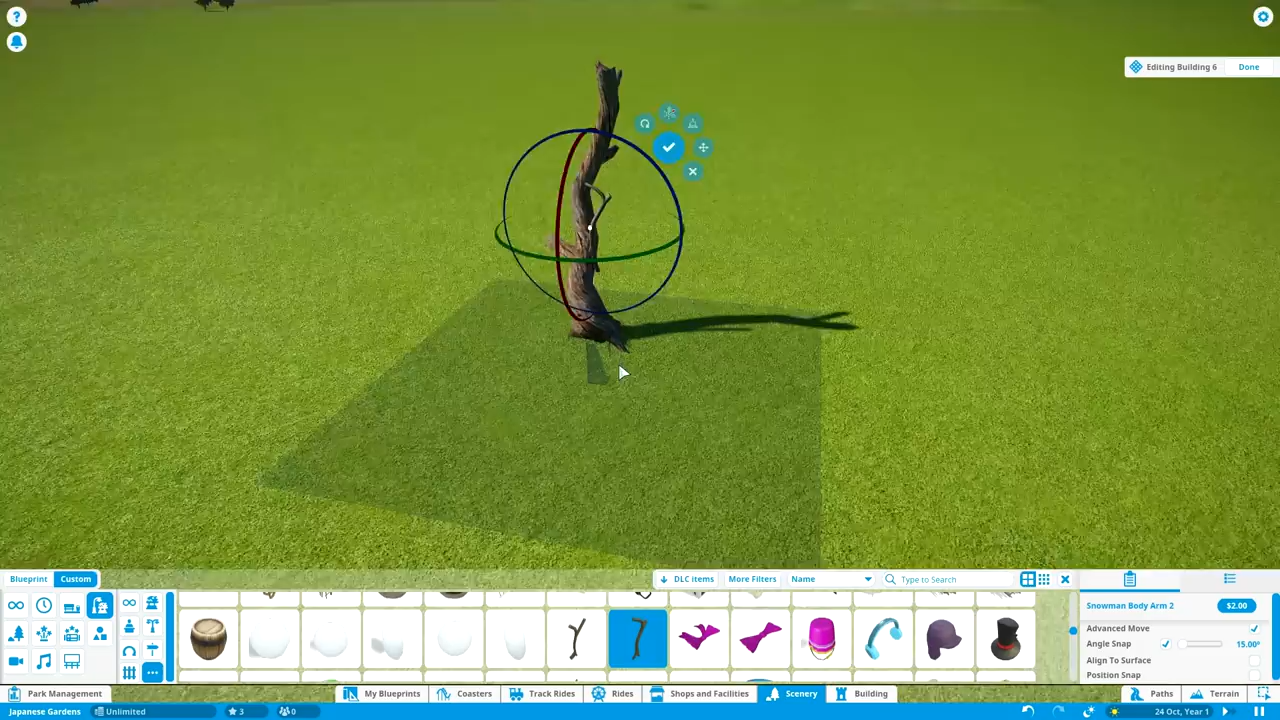 ?
Editing Building 6 Done
Blueprint Custom
DLC items More Filters Name Type to Search
Snowman Body Arm 2 $2.00
Advanced Move
Angle Snap 15.00°
Align To Surface
Position Snap
Park Management My Blueprints Coasters Track Rides Rides Shops and Facilities Scenery Building Paths Terrain
Japanese Gardens Unlimited 3 0 24 Oct, Year 1